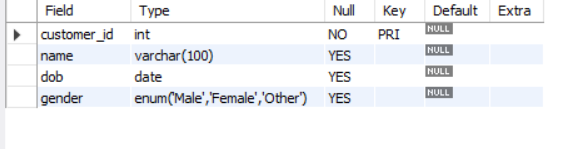 Field Type Null Key Default Extra
customer_id int NO PRI NULL
name varchar(100) YES NULL
dob date YES NULL
gender enum('Male','Female','Other') YES NULL